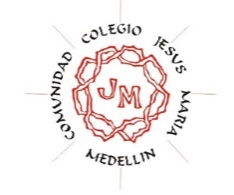 COMUNIDAD COLEGIO JESUS MARIA
JM
MEDELLIN